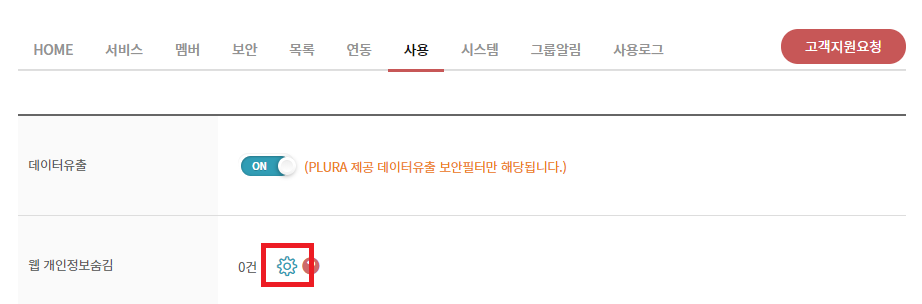 HOME 서비스 멤버 보안 목록 연동 사용 시스템 그룹알림 사용로그 고객지원요청
데이터유출 ON (PLURA 제공 데이터유출 보안필터만 해당됩니다.)
웹 개인정보숨김 0건